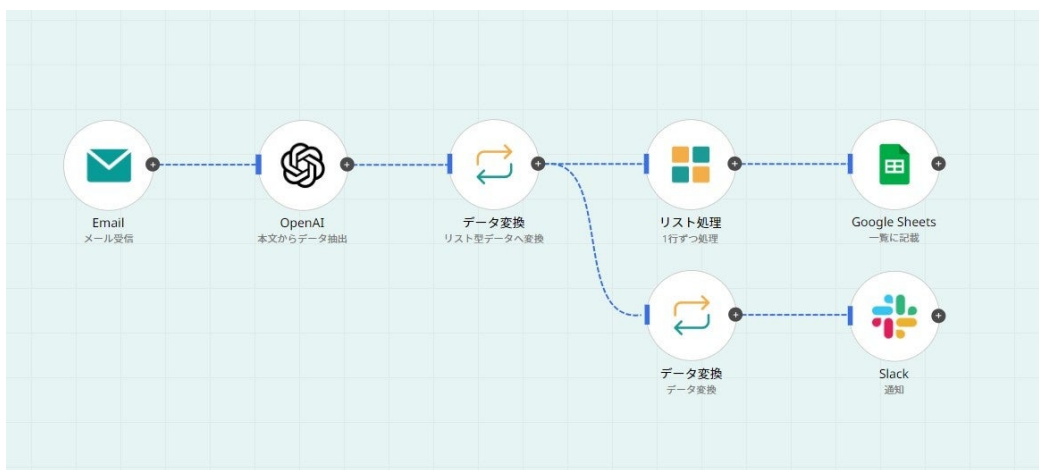 Email
メール受信
OpenAI
本文からデータ抽出
データ変換
リスト型データへ変換
リスト処理
1行ずつ処理
Google Sheets
一覧に記載
データ変換
データ変換
Slack
通知